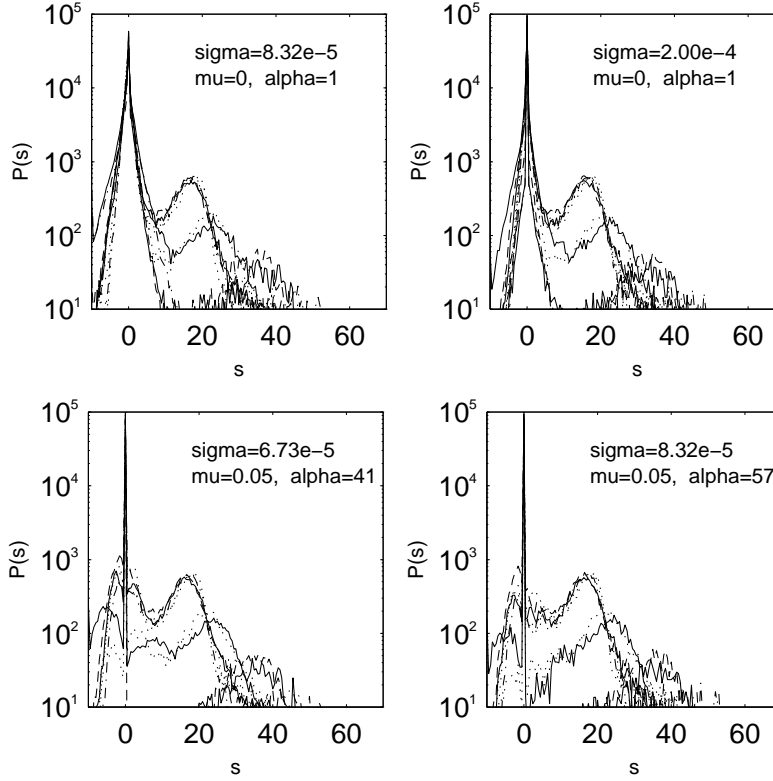 10^5
10^4
10^3
10^2
10^1
P(s)
sigma=8.32e−5
mu=0, alpha=1
0 20 40 60
s
10^5
10^4
10^3
10^2
10^1
P(s)
sigma=2.00e−4
mu=0, alpha=1
0 20 40 60
s
10^5
10^4
10^3
10^2
10^1
P(s)
sigma=6.73e−5
mu=0.05, alpha=41
0 20 40 60
s
10^5
10^4
10^3
10^2
10^1
P(s)
sigma=8.32e−5
mu=0.05, alpha=57
0 20 40 60
s